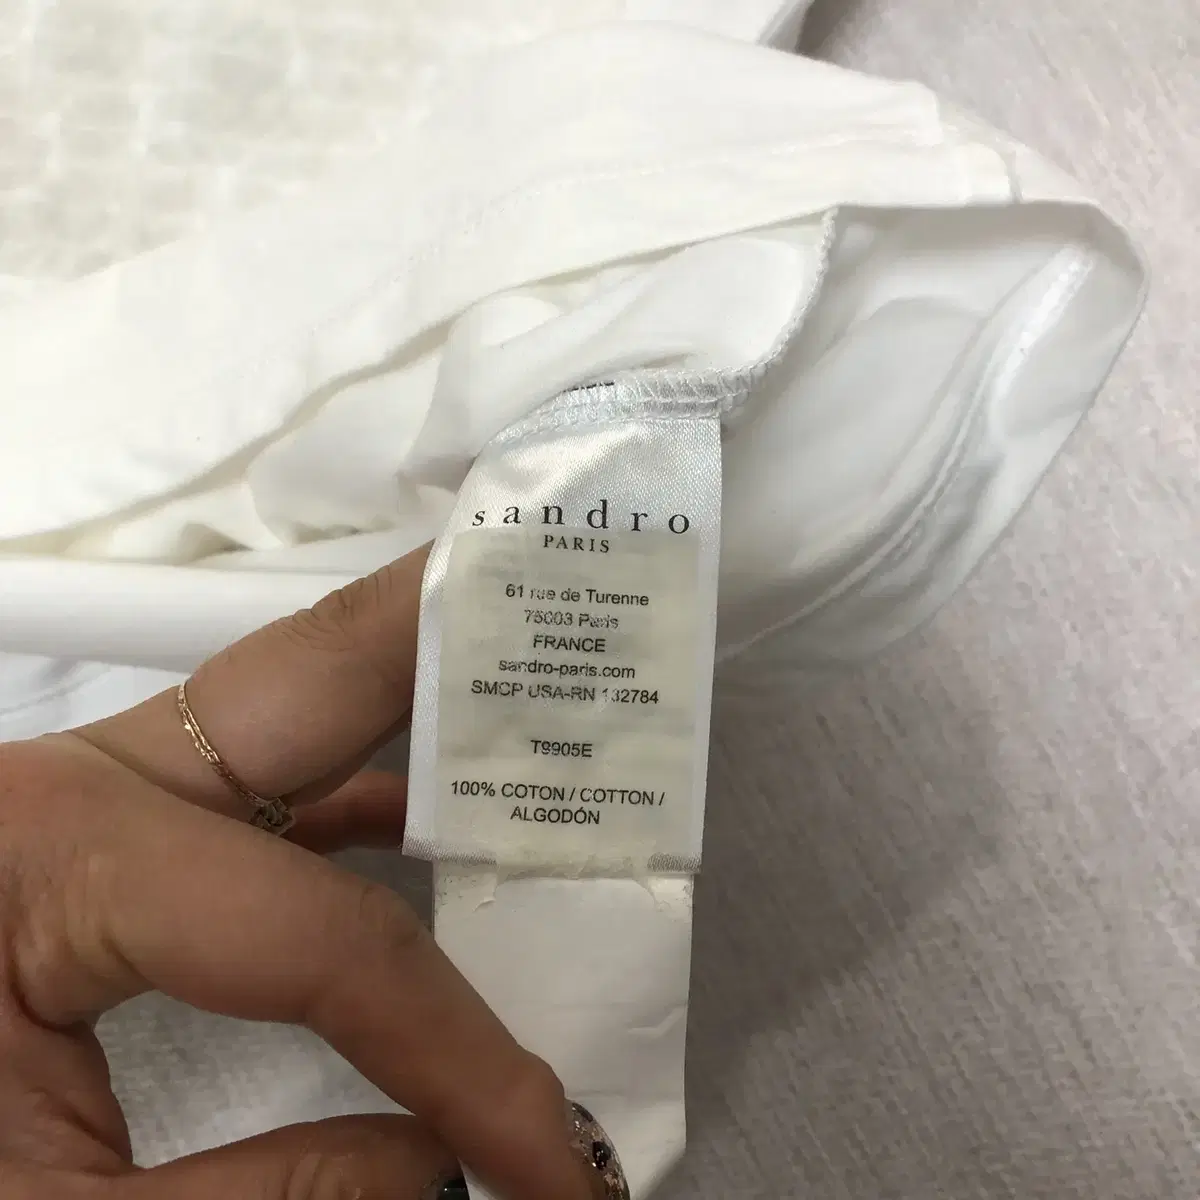 sandro
PARIS
61 rue de Turenne
75003 Paris
FRANCE
sandro-paris.com
SMCP USA-RN 132784
T9905E
100% COTON / COTTON /
ALGODÓN